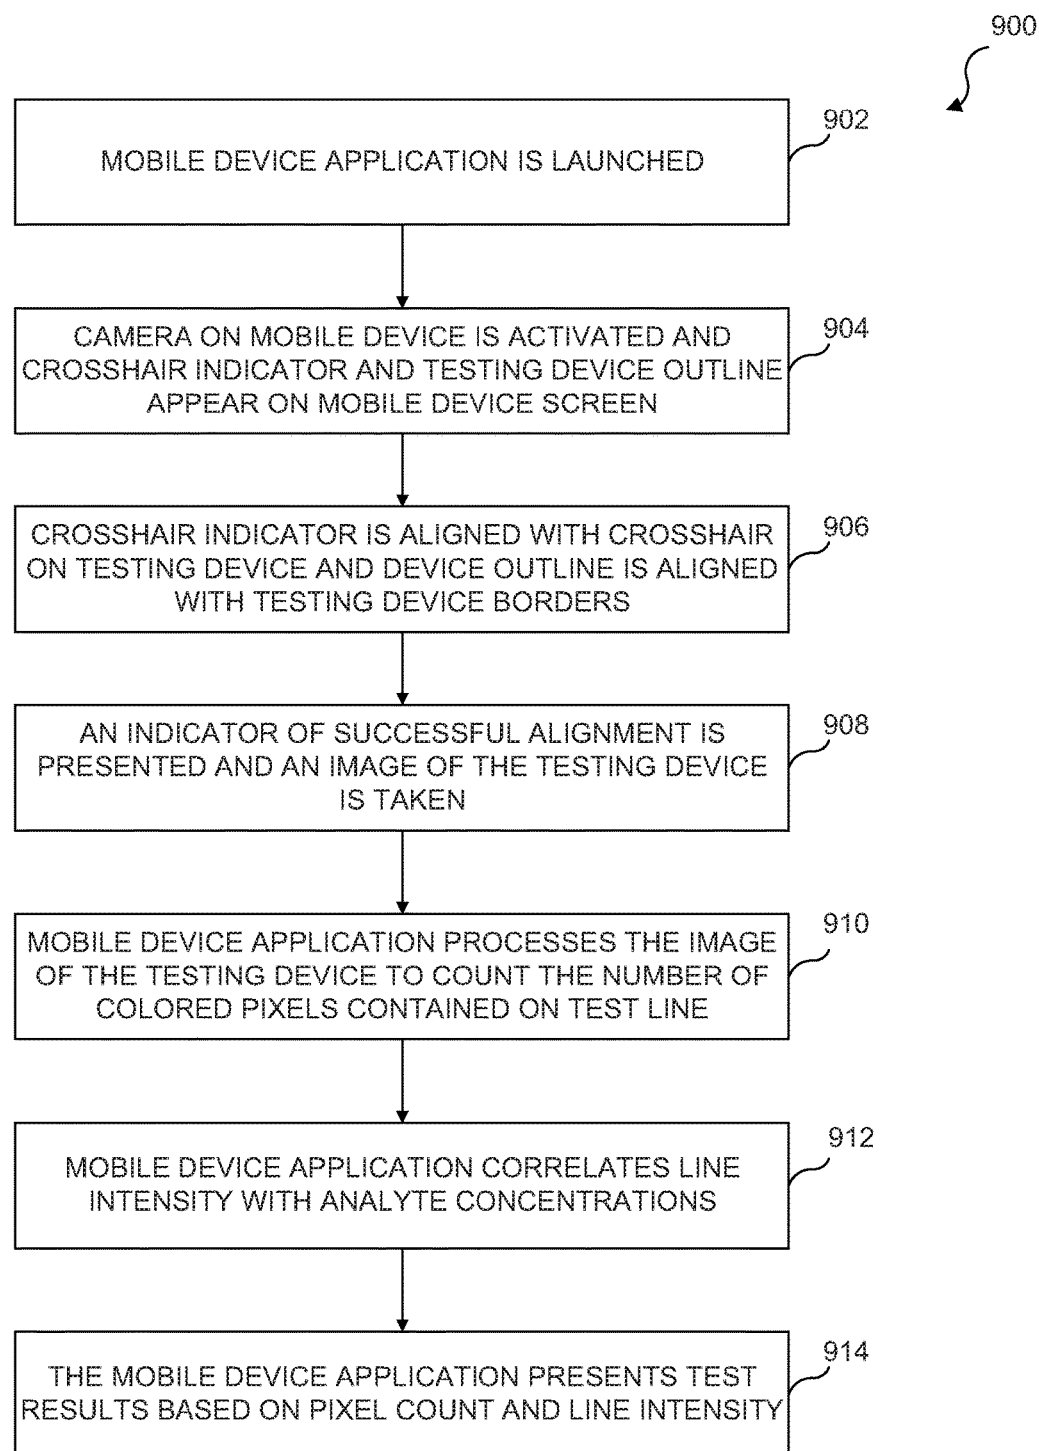 900
902
MOBILE DEVICE APPLICATION IS LAUNCHED
904
CAMERA ON MOBILE DEVICE IS ACTIVATED AND
CROSSHAIR INDICATOR AND TESTING DEVICE OUTLINE
APPEAR ON MOBILE DEVICE SCREEN
906
CROSSHAIR INDICATOR IS ALIGNED WITH CROSSHAIR
ON TESTING DEVICE AND DEVICE OUTLINE IS ALIGNED
WITH TESTING DEVICE BORDERS
908
AN INDICATOR OF SUCCESSFUL ALIGNMENT IS
PRESENTED AND AN IMAGE OF THE TESTING DEVICE
IS TAKEN
910
MOBILE DEVICE APPLICATION PROCESSES THE IMAGE
OF THE TESTING DEVICE TO COUNT THE NUMBER OF
COLORED PIXELS CONTAINED ON TEST LINE
912
MOBILE DEVICE APPLICATION CORRELATES LINE
INTENSITY WITH ANALYTE CONCENTRATIONS
914
THE MOBILE DEVICE APPLICATION PRESENTS TEST
RESULTS BASED ON PIXEL COUNT AND LINE INTENSITY